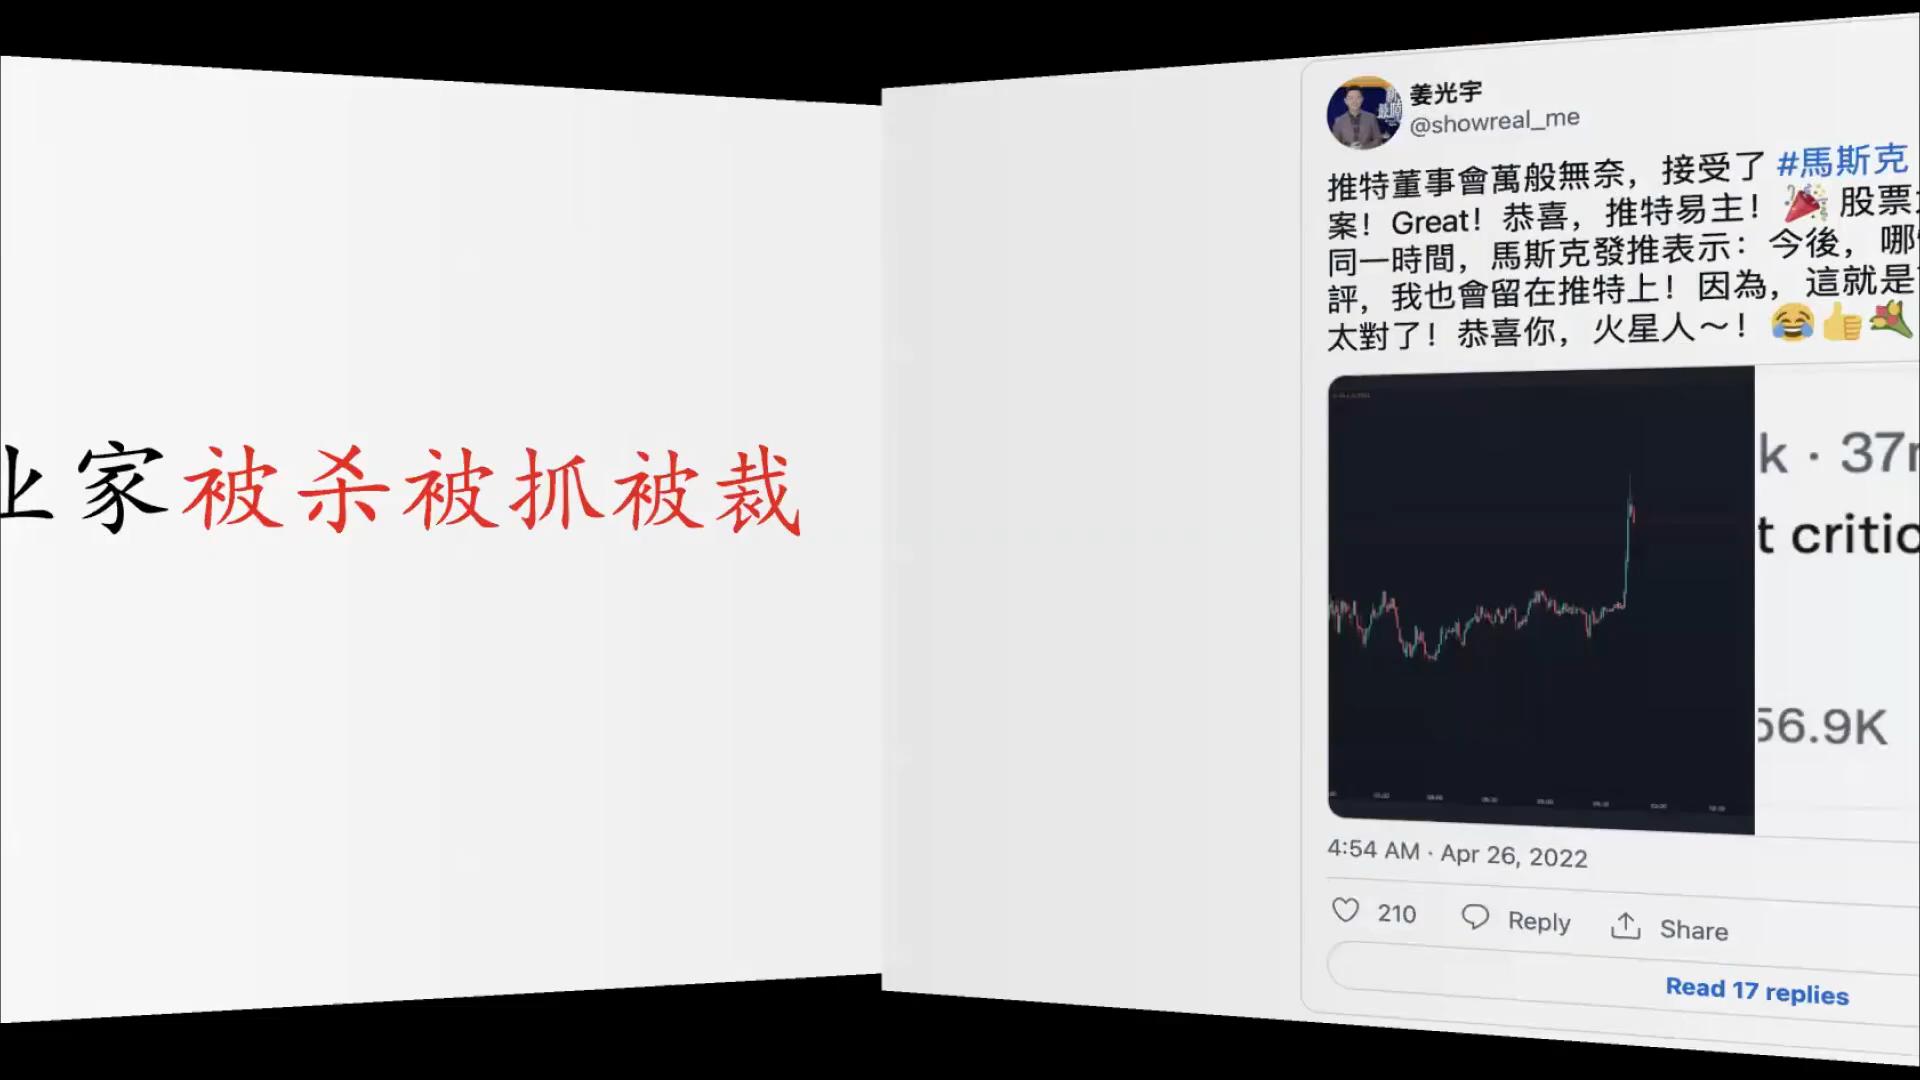 家被杀被抓被裁
姜光宇
@showreal_me
推特董事會萬般無奈，接受了 #馬斯克
案！Great！恭喜，推特易主！🎉 股票
同一時間，馬斯克發推表示：今後，哪
評，我也會留在推特上！因為，這就是
太對了！恭喜你，火星人～！😂👍💐
k · 37m
t critic
56.9K
4:54 AM · Apr 26, 2022
210 Reply Share
Read 17 replies